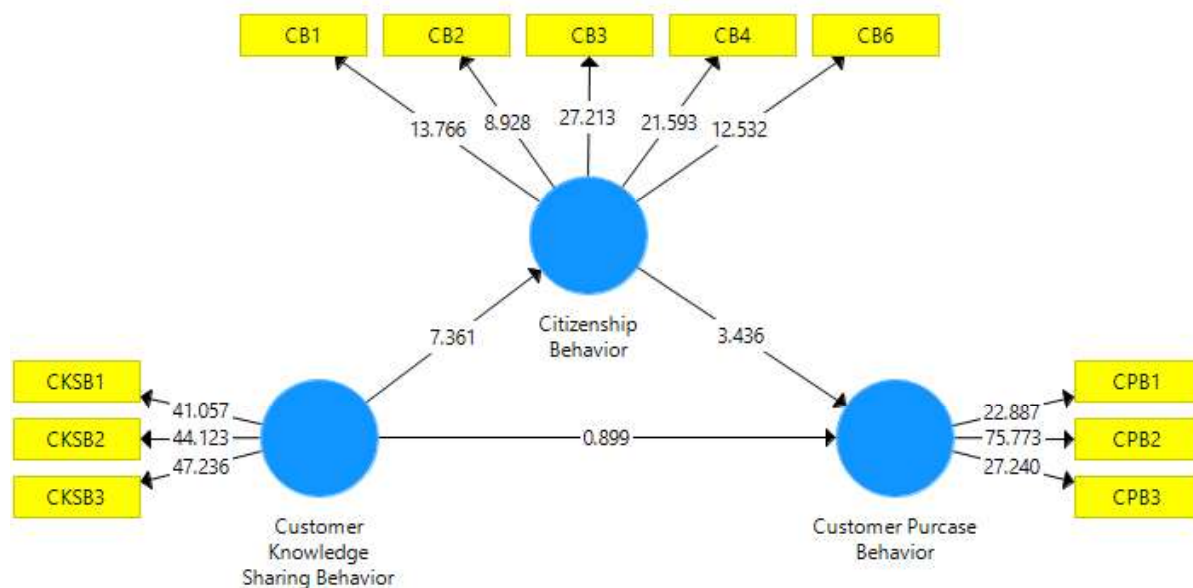 CB1 CB2 CB3 CB4 CB6
13.766 8.928 27.213 21.593 12.532
Citizenship
Behavior
7.361 3.436
CKSB1
CKSB2
CKSB3
41.057
44.123
47.236
0.899
22.887
75.773
27.240
CPB1
CPB2
CPB3
Customer
Knowledge
Sharing Behavior
Customer Purcase
Behavior